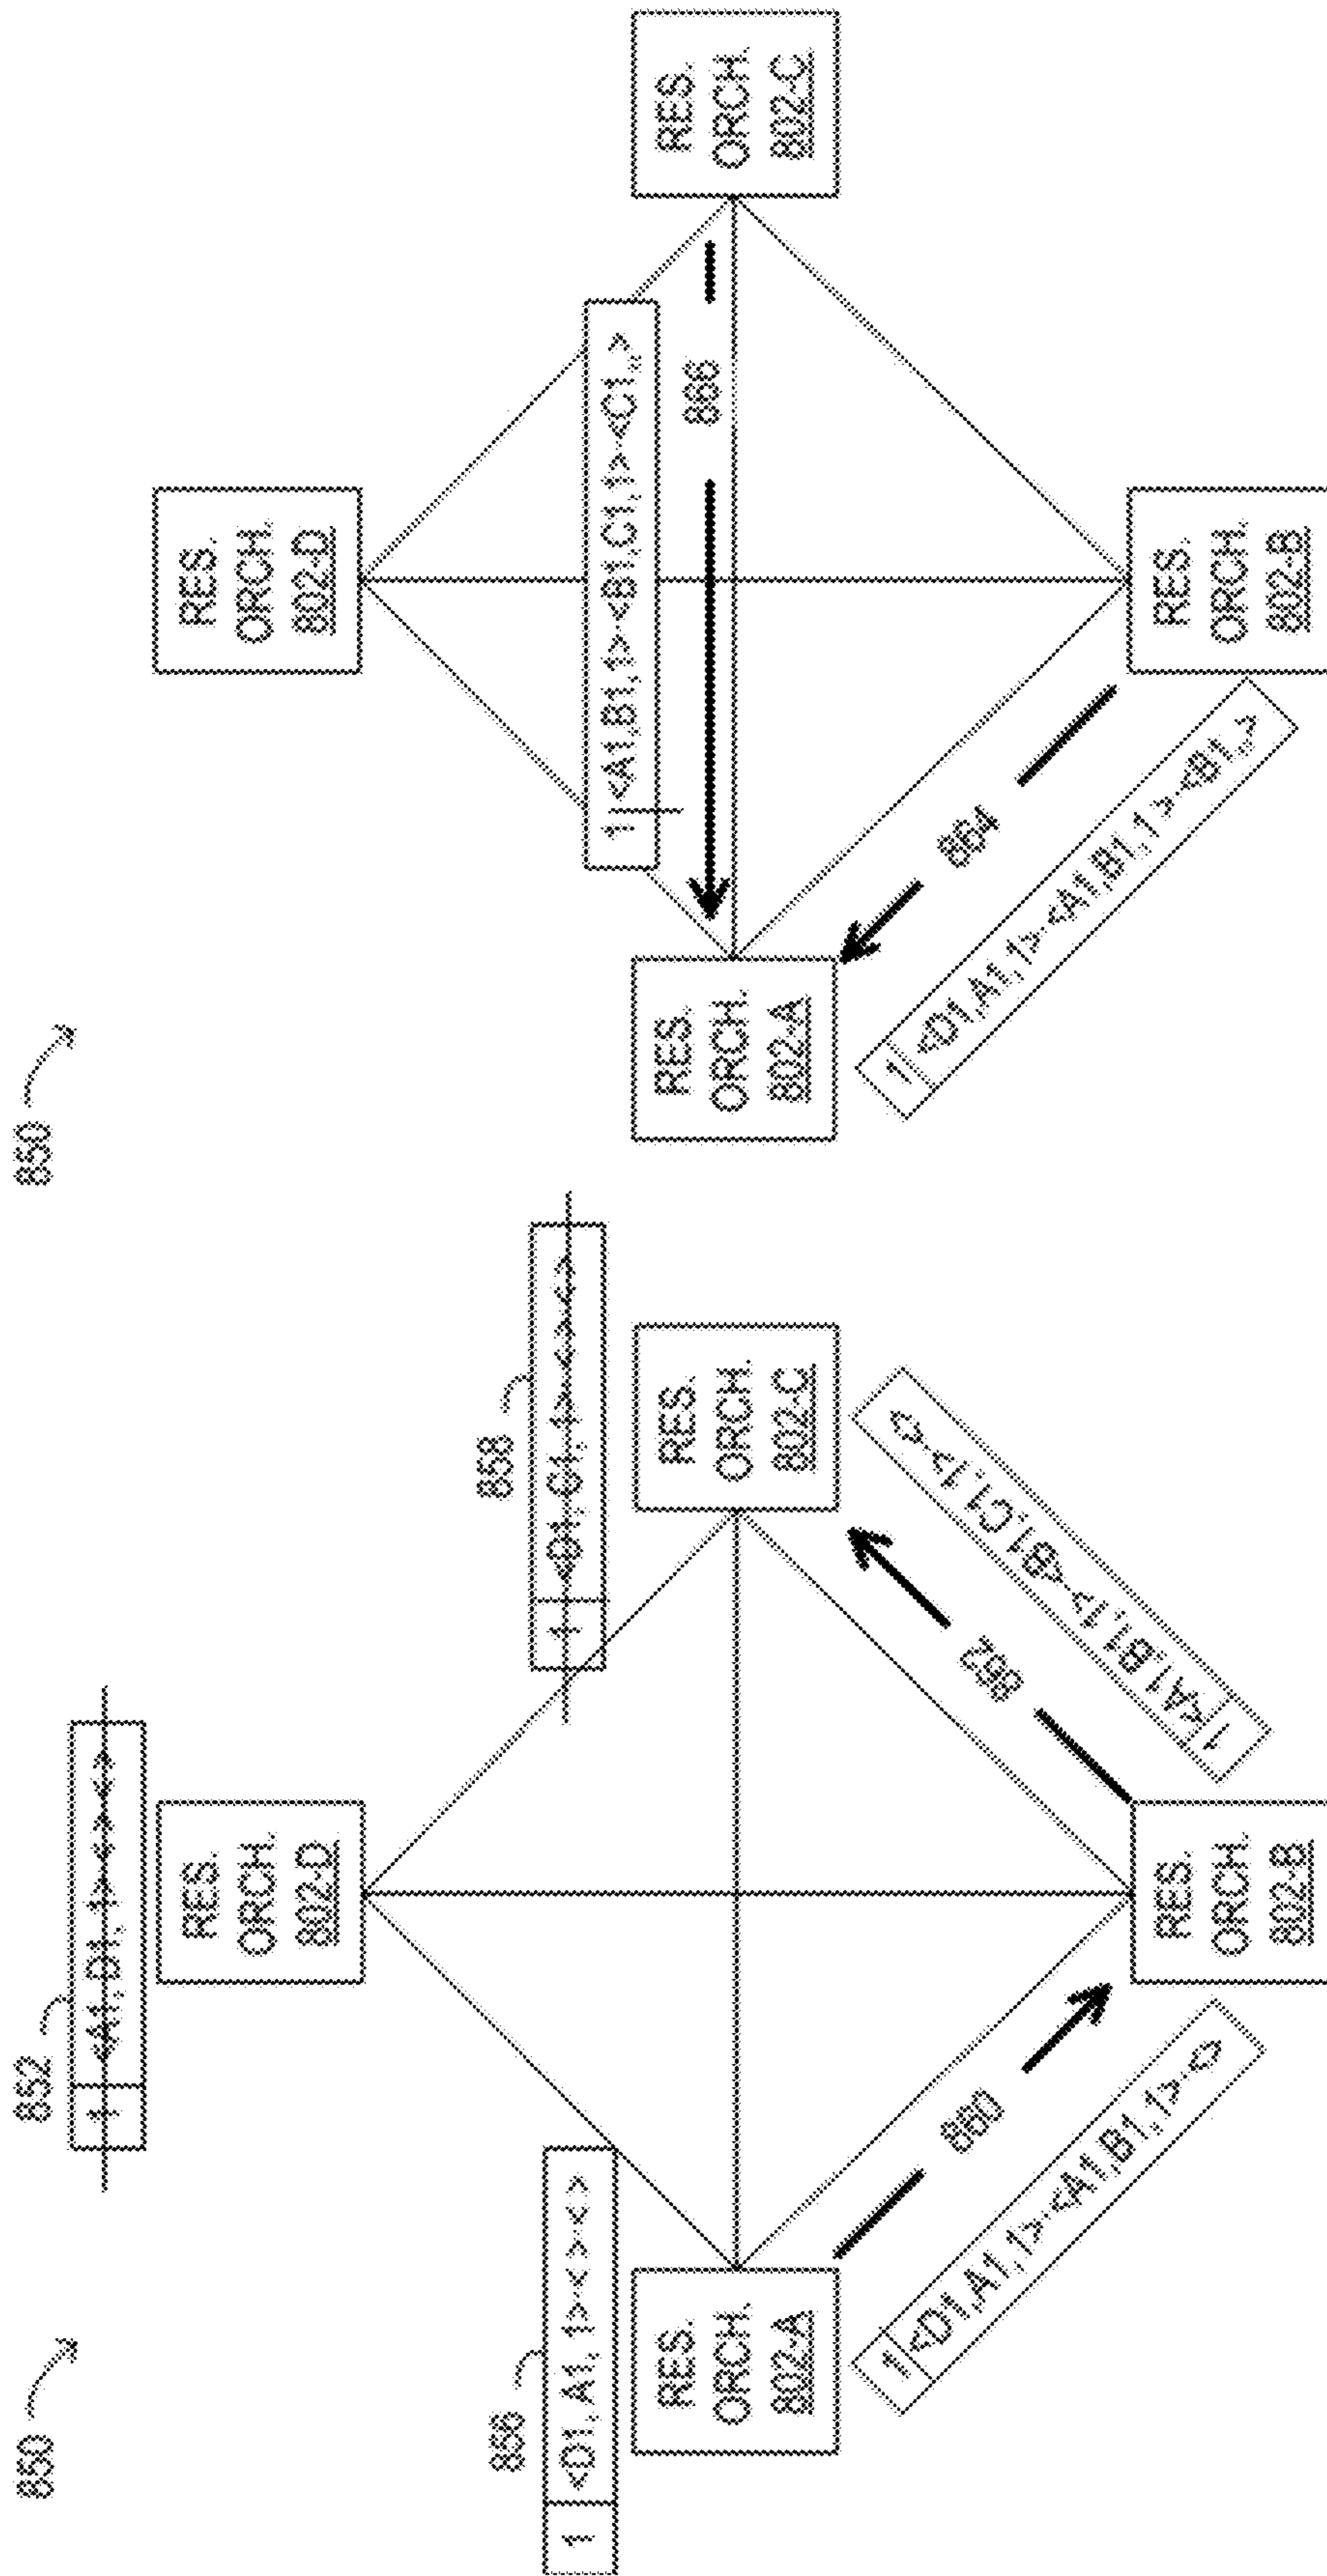 850
852
1 <A1, D1, 1> < > < >
RES.
ORCH.
802-D
856
1 <D1, A1, 1> < > < >
858
1 <D1, C1, 1> < > < >
RES.
ORCH.
802-A
RES.
ORCH.
802-C
860
1 <D1,A1,1> <A1,B1,1> <>
862
1 <A1,B1,1> <B1,C1,1> <>
RES.
ORCH.
802-B
850
RES.
ORCH.
802-D
1 <A1,B1,1> <B1,C1,1> <C1,,>
866
RES.
ORCH.
802-A
RES.
ORCH.
802-C
864
1 <D1,A1,1> <A1,B1,1> <B1,,>
RES.
ORCH.
802-B